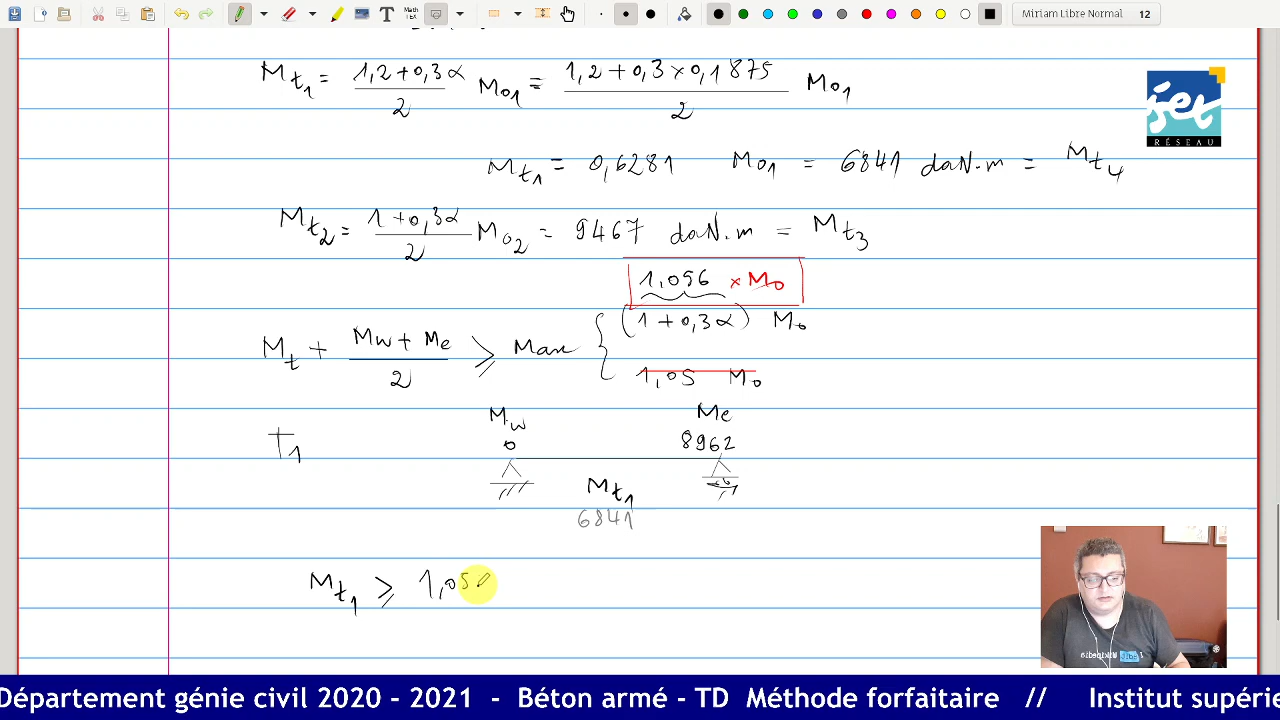 Math
TEX
Miriam Libre Normal 12
Mt1 = (1,2+0,3α)/2 Mo1 = (1,2+0,3×0,1875)/2 Mo1
Mt1 = 0,6281 Mo1 = 6841 daN.m = Mt4
Mt2 = (1+0,3α)/2 Mo2 = 9467 daN.m = Mt3
1,056 × Mo
Mt + (Mw + Me)/2 ⩾ Max { (1+0,3α) Mo
1,05 Mo
Mw Me
T1 0 8962
Mt1
6841
Mt1 ⩾ 1,05
iset
RÉSEAU
Département génie civil 2020 - 2021 - Béton armé - TD Méthode forfaitaire // Institut supérie